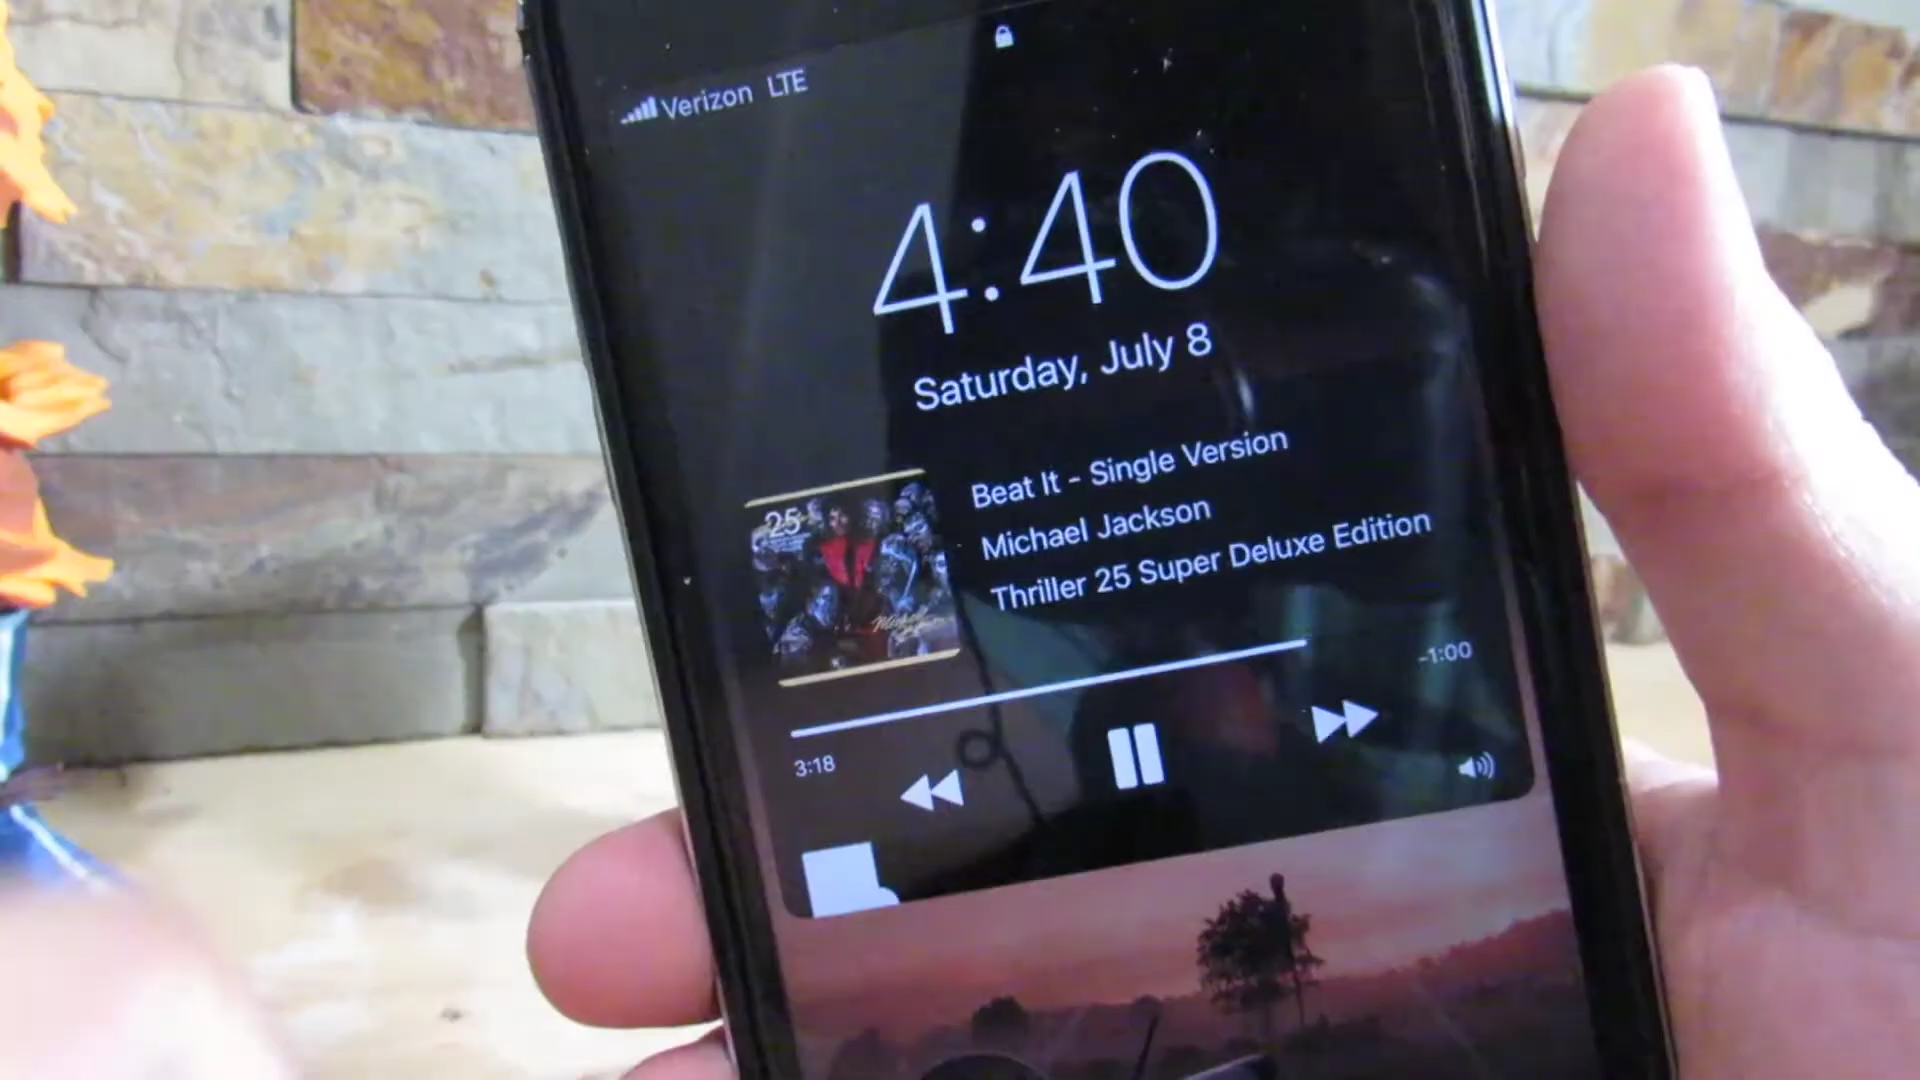 Verizon LTE
4:40
Saturday, July 8
25
Beat It - Single Version
Michael Jackson
Thriller 25 Super Deluxe Edition
3:18
-1:00